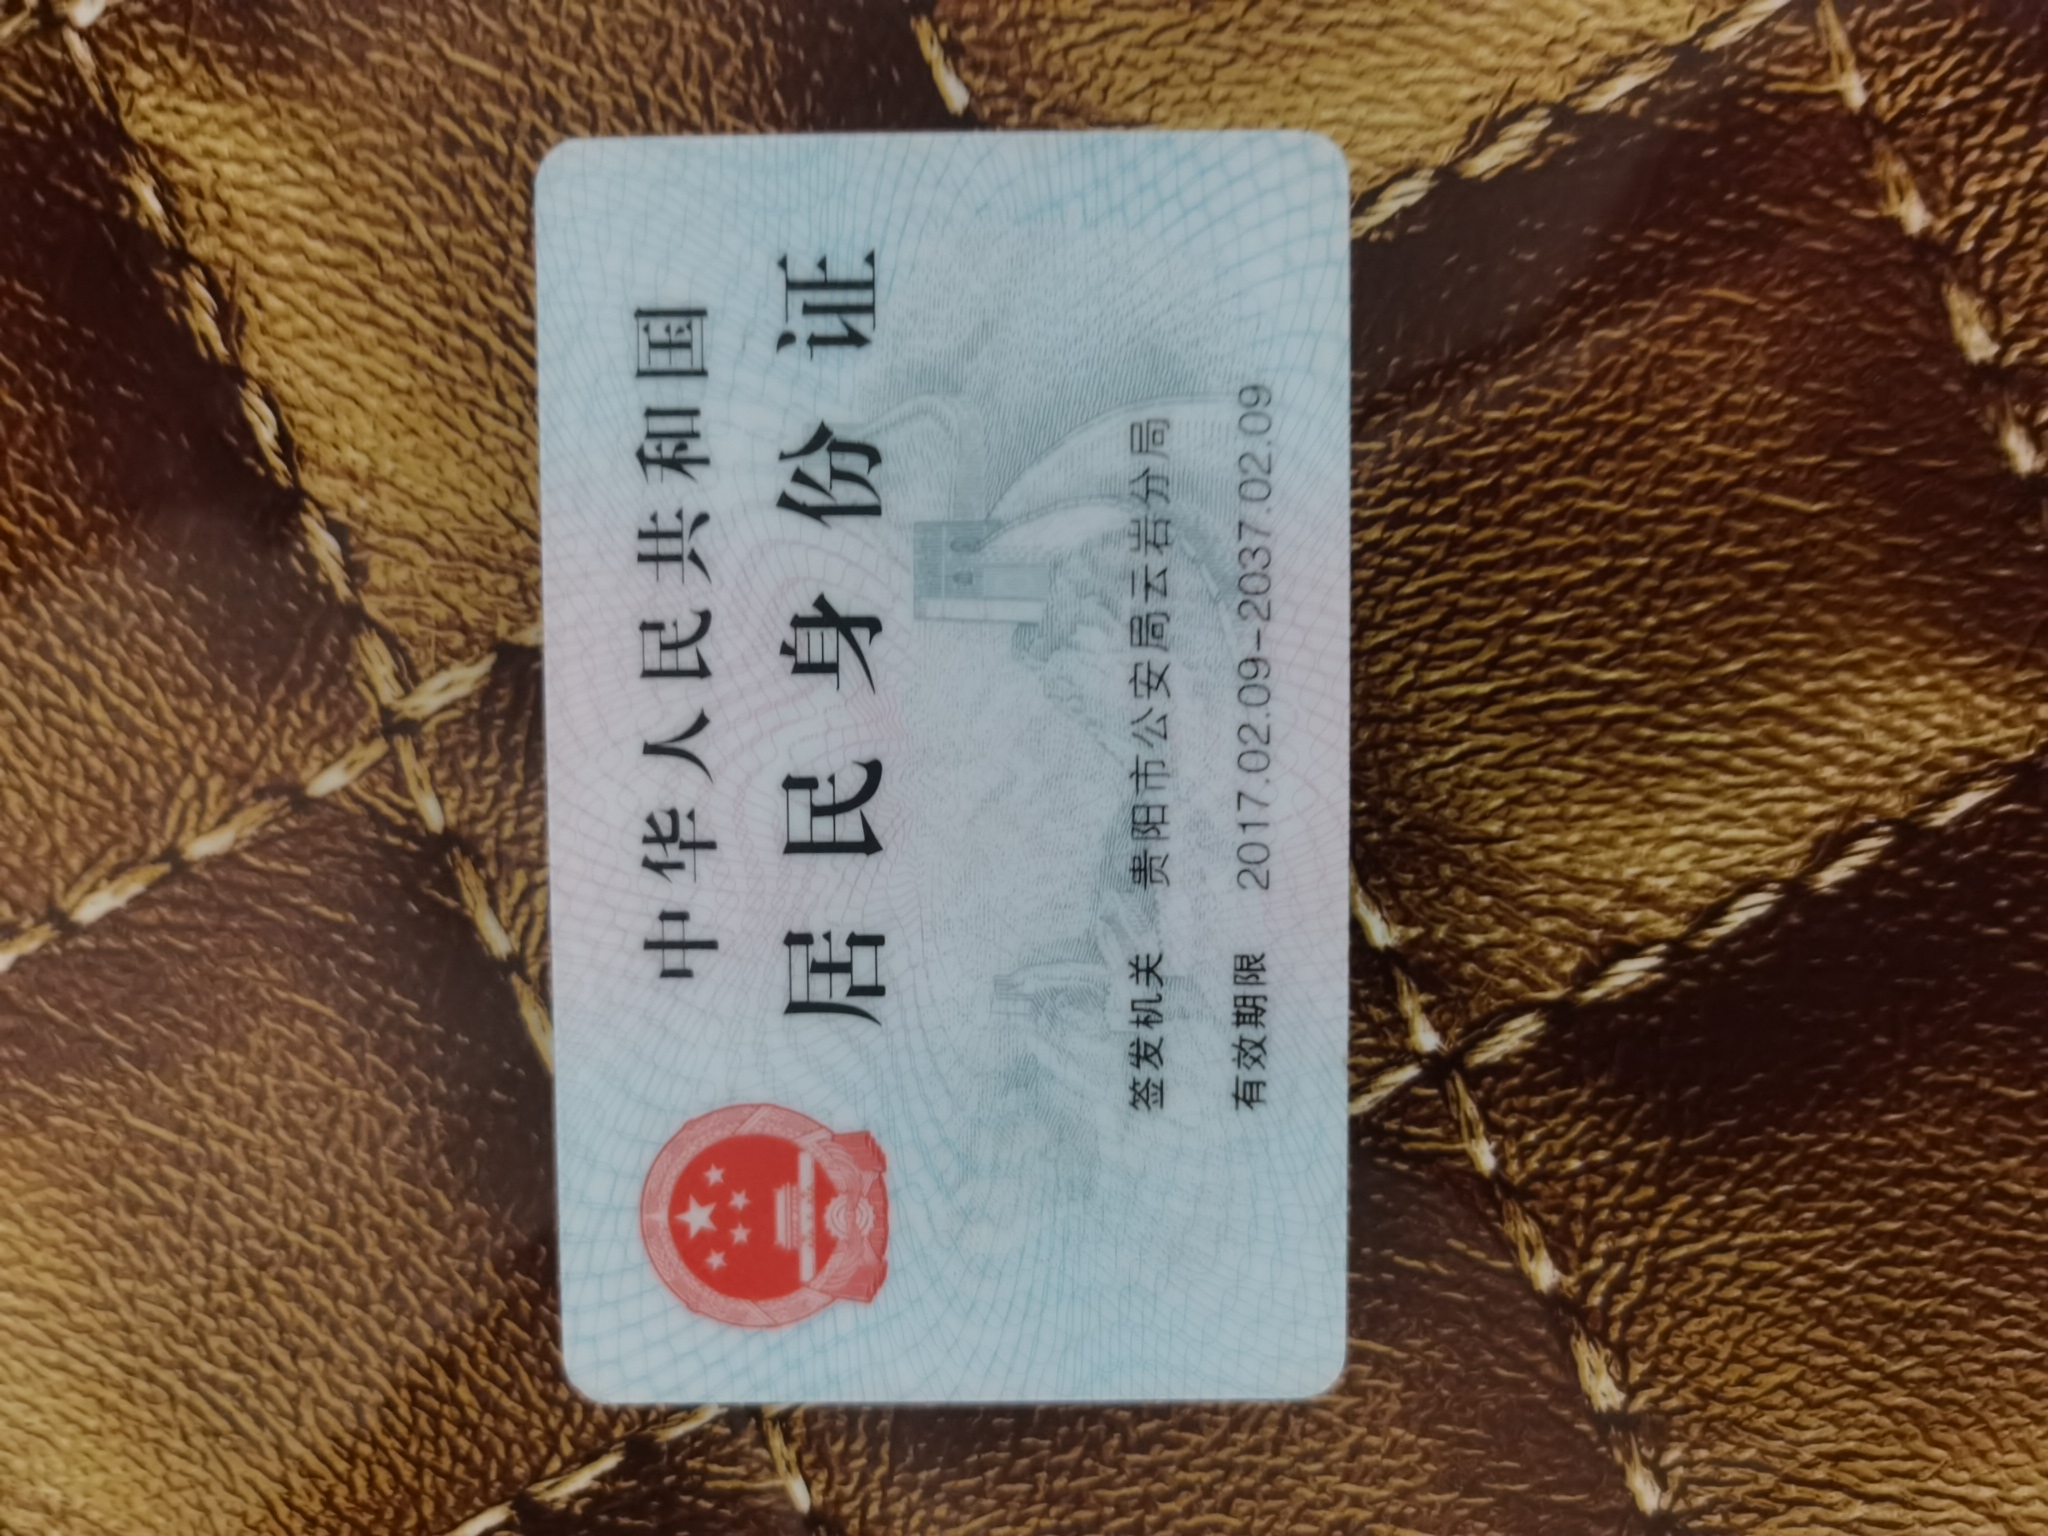 中华人民共和国
居民身份证
签发机关 贵阳市公安局云岩分局
有效期限 2017.02.09-2037.02.09